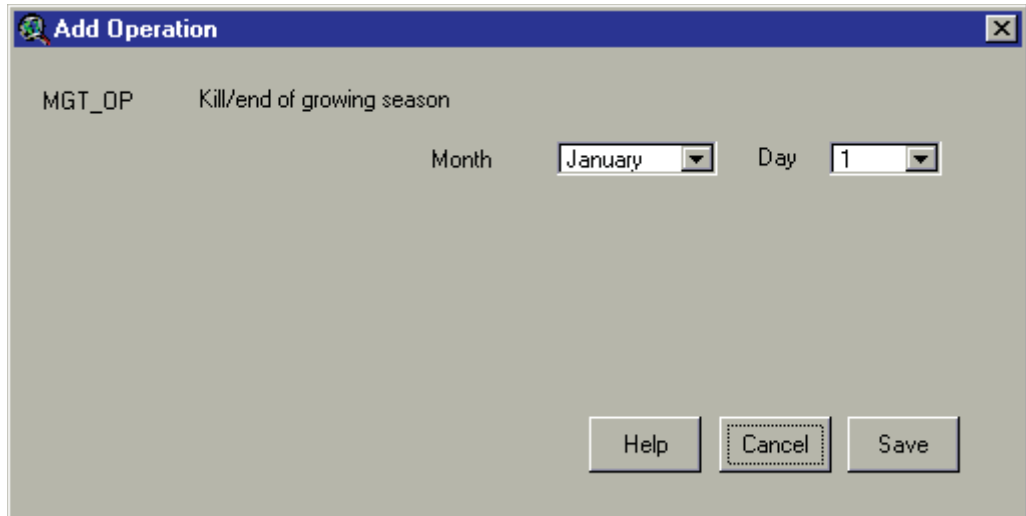 Add Operation
MGT_OP Kill/end of growing season
Month January Day 1
Help Cancel Save